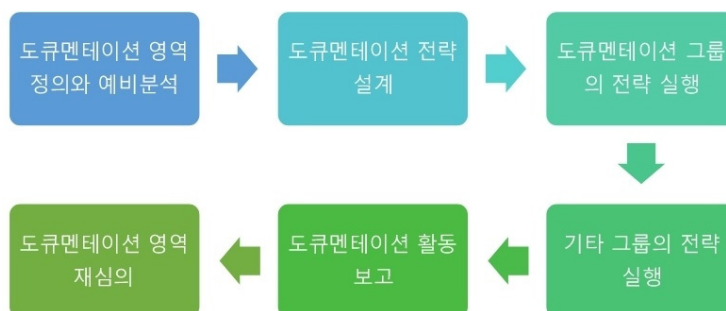 도큐멘테이션 영역
정의와 예비분석
도큐멘테이션 전략
설계
도큐멘테이션 그룹
의 전략 실행
기타 그룹의 전략
실행
도큐멘테이션 활동
보고
도큐멘테이션 영역
재심의